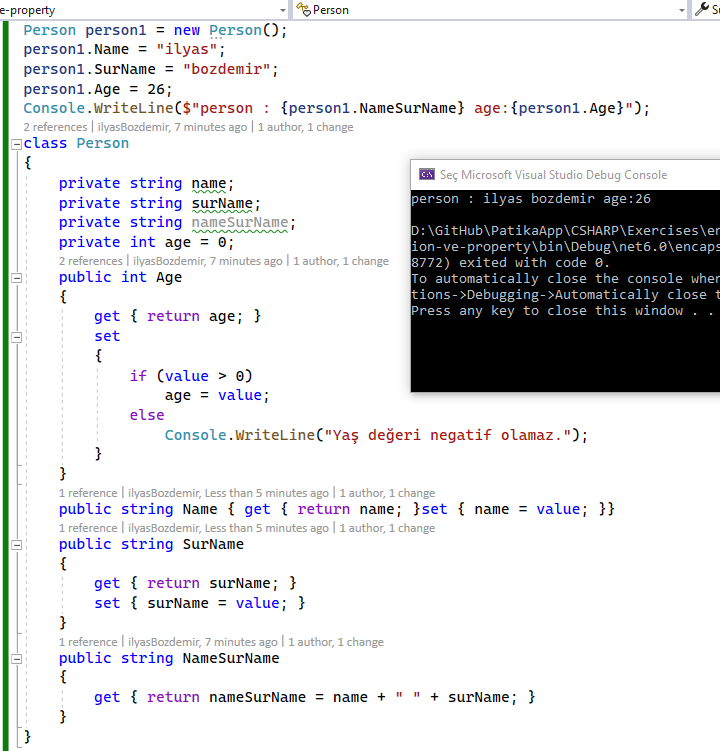 e-property
Person
Person person1 = new Person();
person1.Name = "ilyas";
person1.SurName = "bozdemir";
person1.Age = 26;
Console.WriteLine($"person : {person1.NameSurName} age:{person1.Age}");
2 references | ilyasBozdemir, 7 minutes ago | 1 author, 1 change
class Person
{
private string name;
private string surName;
private string nameSurName;
private int age = 0;
2 references | ilyasBozdemir, 7 minutes ago | 1 author, 1 change
public int Age
{
get { return age; }
set
{
if (value > 0)
age = value;
else
Console.WriteLine("Yaş değeri negatif olamaz.");
}
}
1 reference | ilyasBozdemir, Less than 5 minutes ago | 1 author, 1 change
public string Name { get { return name; }set { name = value; }}
1 reference | ilyasBozdemir, Less than 5 minutes ago | 1 author, 1 change
public string SurName
{
get { return surName; }
set { surName = value; }
}
1 reference | ilyasBozdemir, 7 minutes ago | 1 author, 1 change
public string NameSurName
{
get { return nameSurName = name + " " + surName; }
}
}
Seç Microsoft Visual Studio Debug Console
person : ilyas bozdemir age:26
D:\GitHub\PatikaApp\CSHARP\Exercises\en
ion-ve-property\bin\Debug\net6.0\encaps
8772) exited with code 0.
To automatically close the console when
tions->Debugging->Automatically close t
Press any key to close this window . .